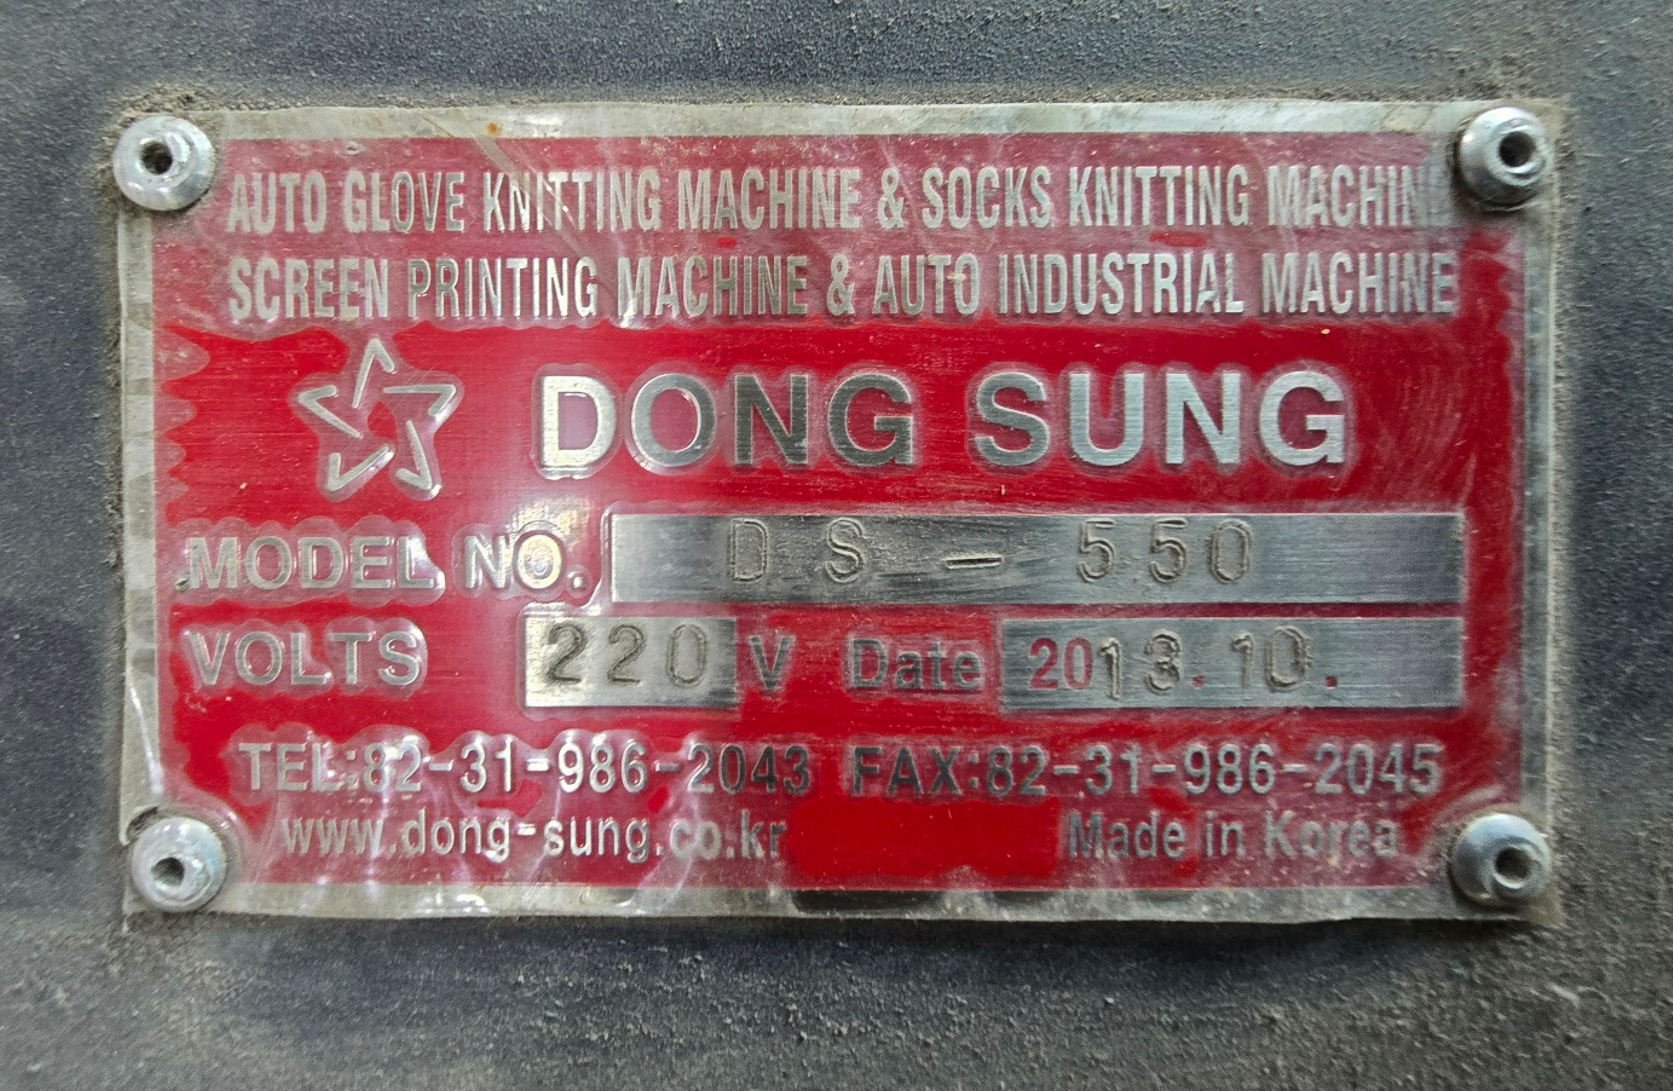 AUTO GLOVE KNITTING MACHINE & SOCKS KNITTING MACHINE
SCREEN PRINTING MACHINE & AUTO INDUSTRIAL MACHINE
DONG SUNG
MODEL NO. DS-550
VOLTS 220 V Date 2013.10.
TEL:82-31-986-2043 FAX:82-31-986-2045
www.dong-sung.co.kr Made in Korea